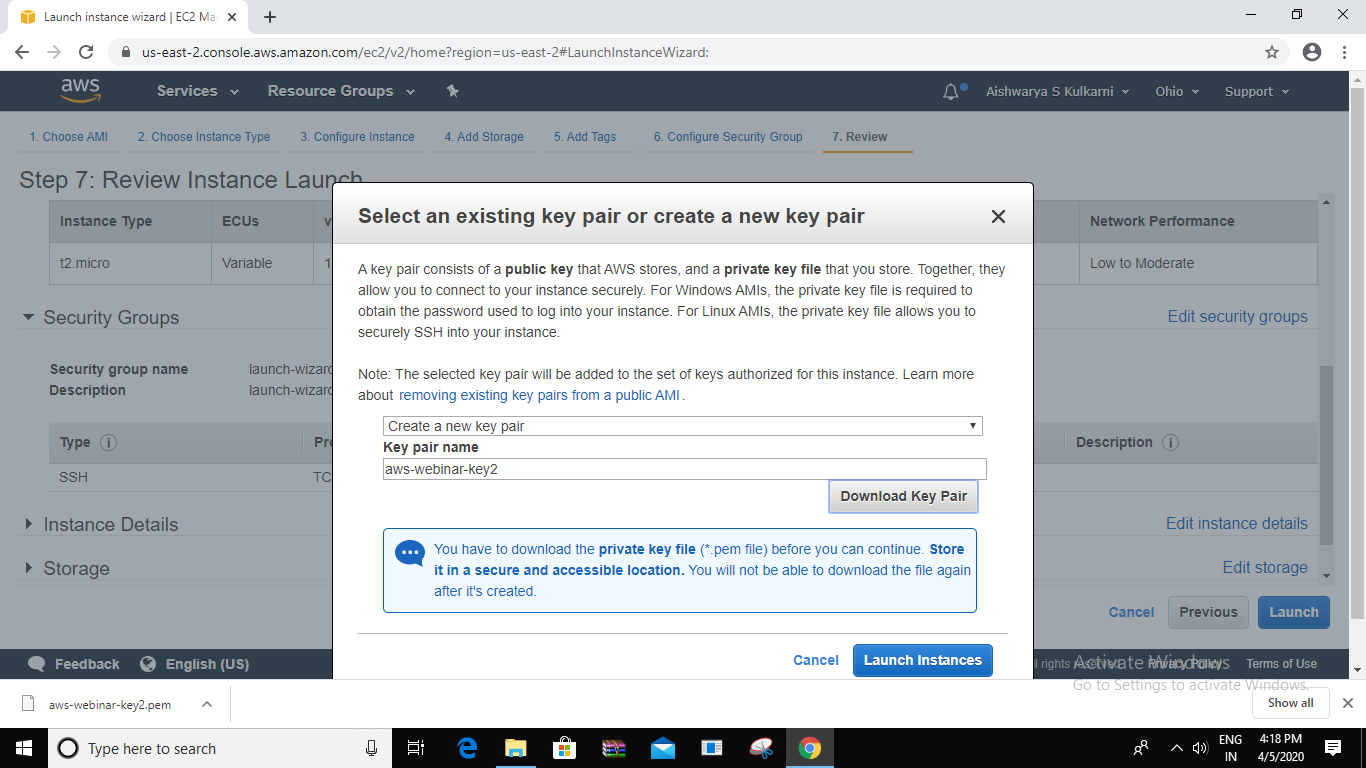 Launch instance wizard | EC2 Ma
us-east-2.console.aws.amazon.com/ec2/v2/home?region=us-east-2#LaunchInstanceWizard:
aws Services Resource Groups Aishwarya S Kulkarni Ohio Support
1. Choose AMI 2. Choose Instance Type 3. Configure Instance 4. Add Storage 5. Add Tags 6. Configure Security Group 7. Review
Step 7: Review Instance Launch
Instance Type ECUs v Network Performance
t2.micro Variable 1 Low to Moderate
Security Groups Edit security groups
Security group name launch-wizard
Description launch-wizard
Type Pro Description
SSH TC
Instance Details Edit instance details
Storage Edit storage
Cancel Previous Launch
Select an existing key pair or create a new key pair
A key pair consists of a public key that AWS stores, and a private key file that you store. Together, they
allow you to connect to your instance securely. For Windows AMIs, the private key file is required to
obtain the password used to log into your instance. For Linux AMIs, the private key file allows you to
securely SSH into your instance.
Note: The selected key pair will be added to the set of keys authorized for this instance. Learn more
about removing existing key pairs from a public AMI .
Create a new key pair
Key pair name
aws-webinar-key2
Download Key Pair
You have to download the private key file (*.pem file) before you can continue. Store
it in a secure and accessible location. You will not be able to download the file again
after it's created.
Cancel Launch Instances
Feedback English (US) l rights reserved. Privacy Policy Terms of Use
Activate Windows
Go to Settings to activate Windows.
aws-webinar-key2.pem Show all
Type here to search ENG 4:18 PM
IN 4/5/2020